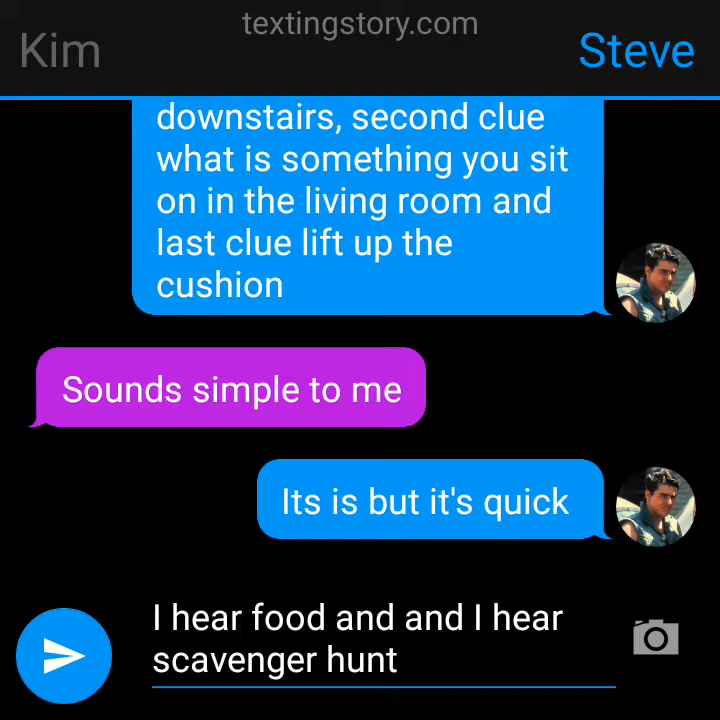 textingstory.com
Kim
Steve
downstairs, second clue
what is something you sit
on in the living room and
last clue lift up the
cushion
Sounds simple to me
Its is but it's quick
I hear food and and I hear
scavenger hunt